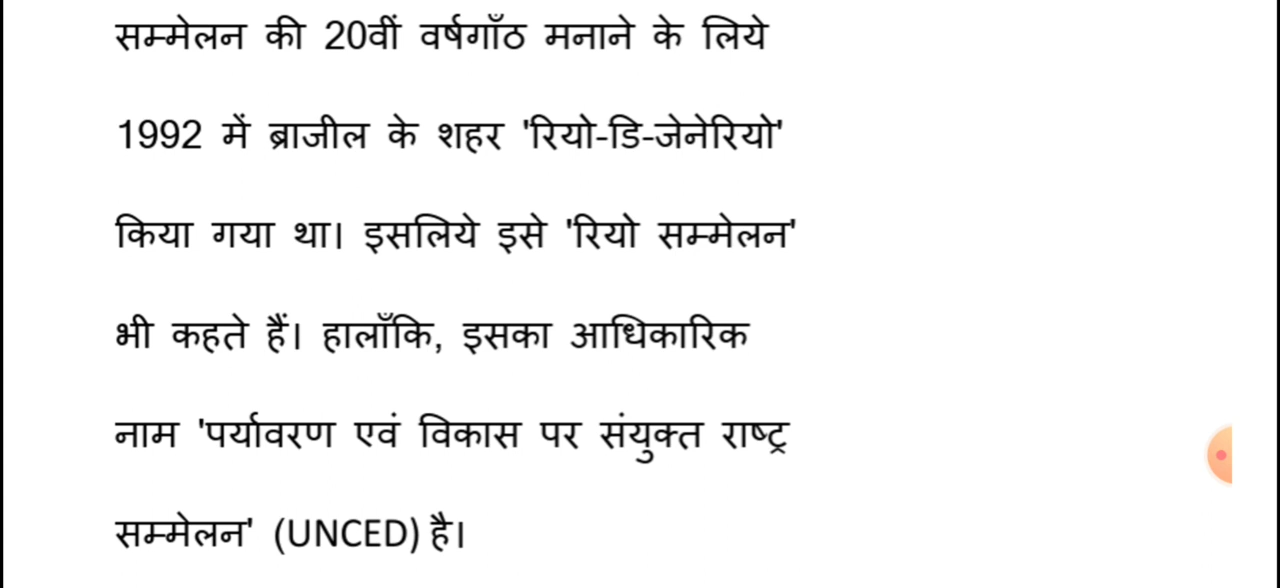 सम्मेलन की 20वीं वर्षगाँठ मनाने के लिये
1992 में ब्राजील के शहर 'रियो-डि-जेनेरियो'
किया गया था। इसलिये इसे 'रियो सम्मेलन'
भी कहते हैं। हालाँकि, इसका आधिकारिक
नाम 'पर्यावरण एवं विकास पर संयुक्त राष्ट्र
सम्मेलन' (UNCED) है।